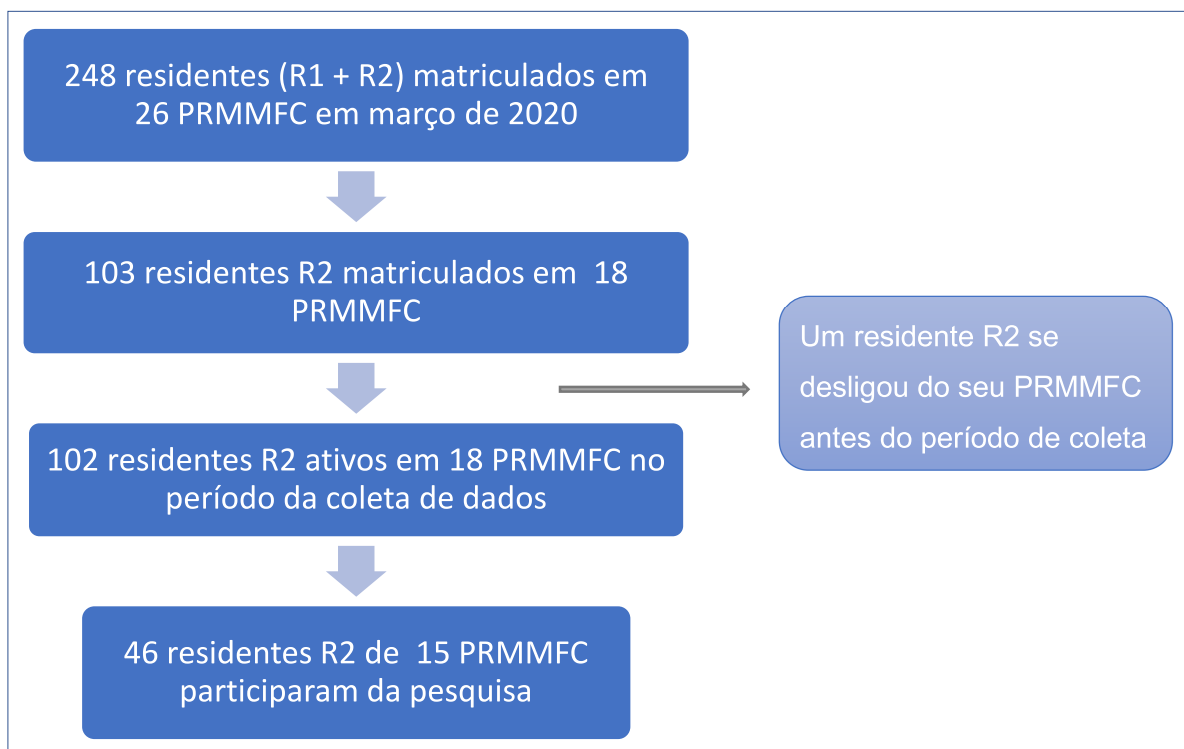 248 residentes (R1 + R2) matriculados em
26 PRMMFC em março de 2020
103 residentes R2 matriculados em 18
PRMMFC
Um residente R2 se
desligou do seu PRMMFC
antes do período de coleta
102 residentes R2 ativos em 18 PRMMFC no
período da coleta de dados
46 residentes R2 de 15 PRMMFC
participaram da pesquisa